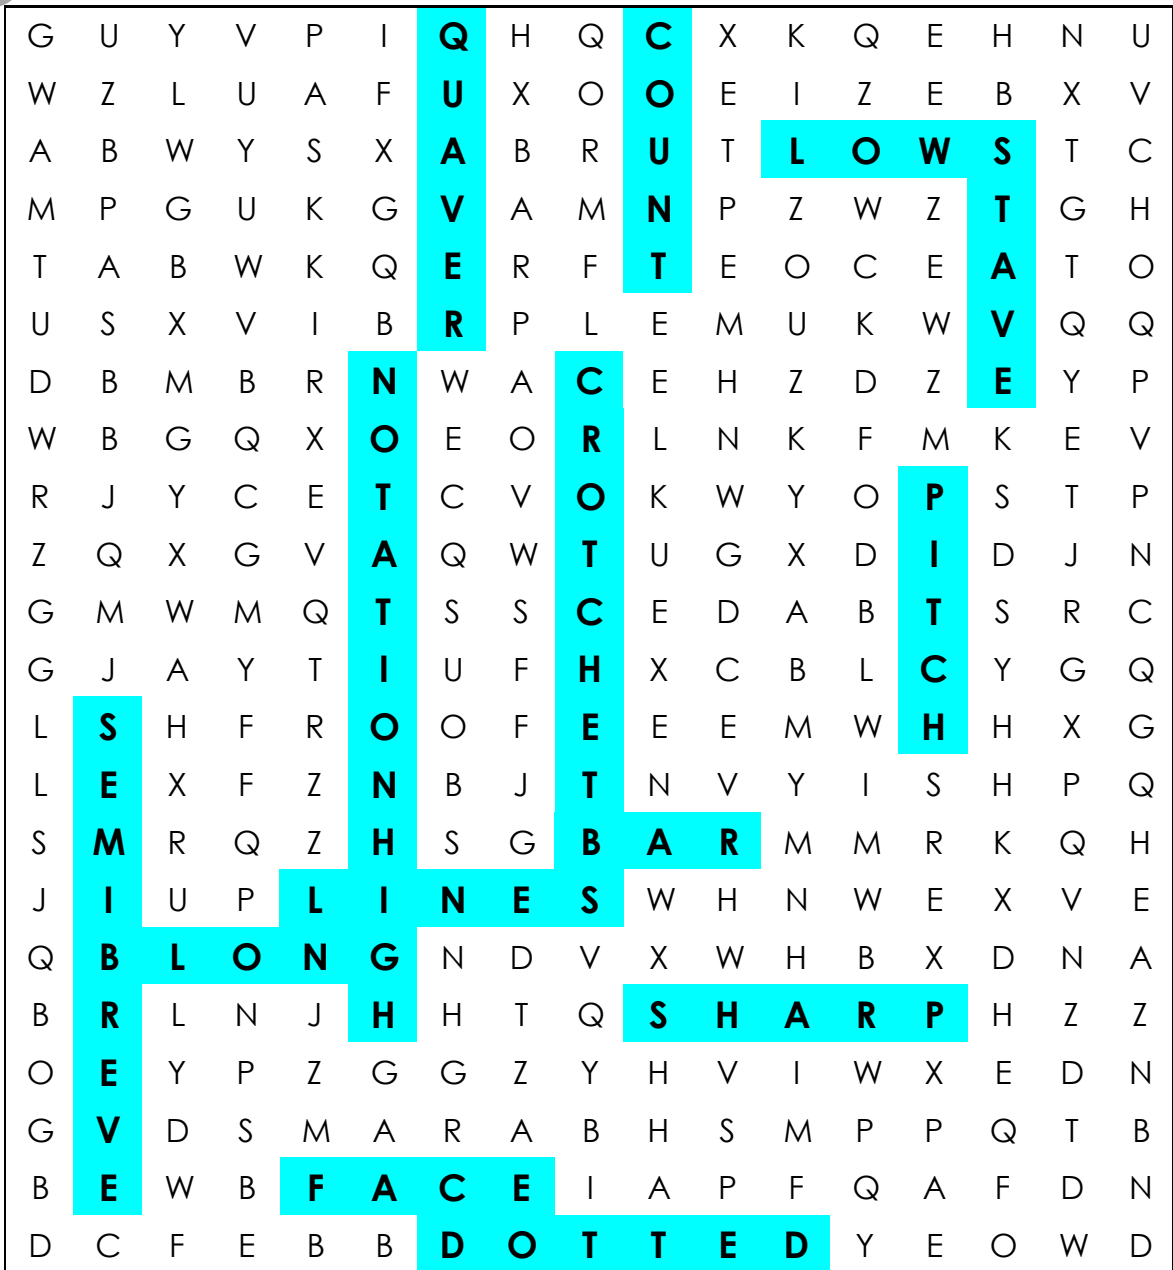 G U Y V P I Q H Q C X K Q E H N U
W Z L U A F U X O O E I Z E B X V
A B W Y S X A B R U T L O W S T C
M P G U K G V A M N P Z W Z T G H
T A B W K Q E R F T E O C E A T O
U S X V I B R P L E M U K W V Q Q
D B M B R N W A C E H Z D Z E Y P
W B G Q X O E O R L N K F M K E V
R J Y C E T C V O K W Y O P S T P
Z Q X G V A Q W T U G X D I D J N
G M W M Q T S S C E D A B T S R C
G J A Y T I U F H X C B L C Y G Q
L S H F R O O F E E E M W H H X G
L E X F Z N B J T N V Y I S H P Q
S M R Q Z H S G B A R M M R K Q H
J I U P L I N E S W H N W E X V E
Q B L O N G N D V X W H B X D N A
B R L N J H H T Q S H A R P H Z Z
O E Y P Z G G Z Y H V I W X E D N
G V D S M A R A B H S M P P Q T B
B E W B F A C E I A P F Q A F D N
D C F E B B D O T T E D Y E O W D